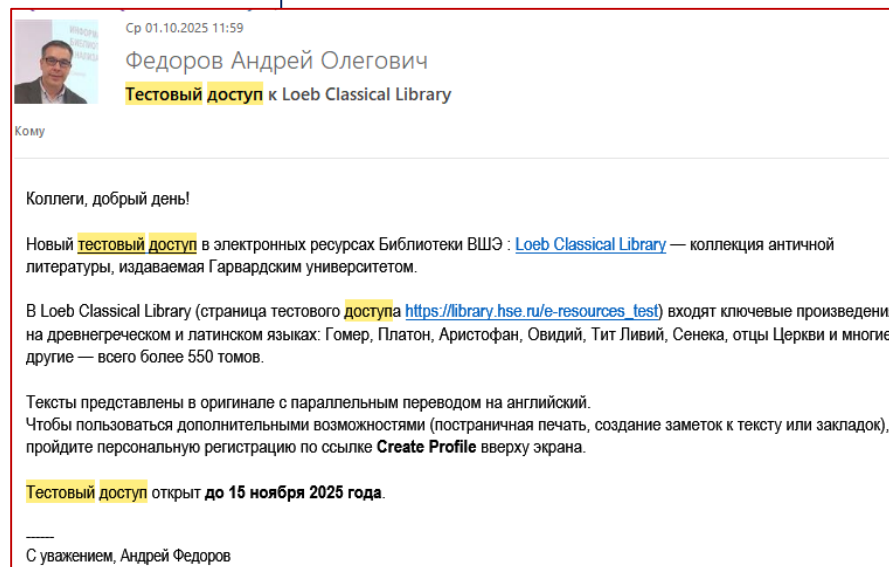 Ср 01.10.2025 11:59
Федоров Андрей Олегович
Тестовый доступ к Loeb Classical Library
Кому
Коллеги, добрый день!
Новый тестовый доступ в электронных ресурсах Библиотеки ВШЭ : Loeb Classical Library — коллекция античной
литературы, издаваемая Гарвардским университетом.
В Loeb Classical Library (страница тестового доступа https://library.hse.ru/e-resources_test) входят ключевые произведени
на древнегреческом и латинском языках: Гомер, Платон, Аристофан, Овидий, Тит Ливий, Сенека, отцы Церкви и многие
другие — всего более 550 томов.
Тексты представлены в оригинале с параллельным переводом на английский.
Чтобы пользоваться дополнительными возможностями (постраничная печать, создание заметок к тексту или закладок),
пройдите персональную регистрацию по ссылке Create Profile вверху экрана.
Тестовый доступ открыт до 15 ноября 2025 года.
------
С уважением, Андрей Федоров